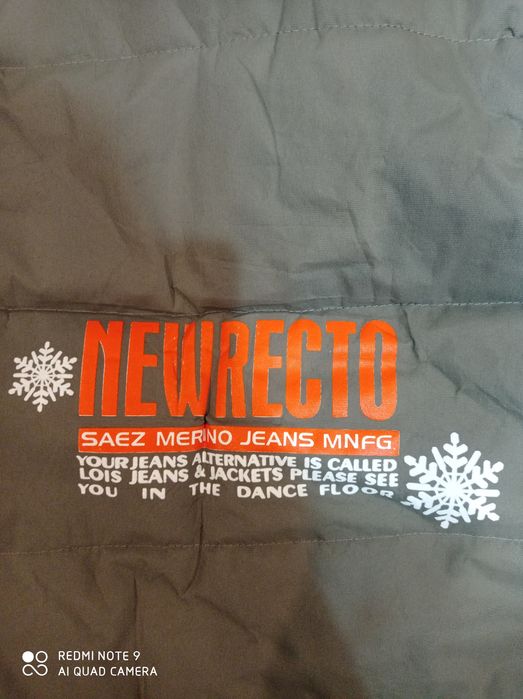 NEWRECTO
SAEZ MERINO JEANS MNFG
YOUR JEANS ALTERNATIVE IS CALLED
LOIS JEANS & JACKETS PLEASE SEE
YOU IN THE DANCE FLOOR
REDMI NOTE 9
AI QUAD CAMERA